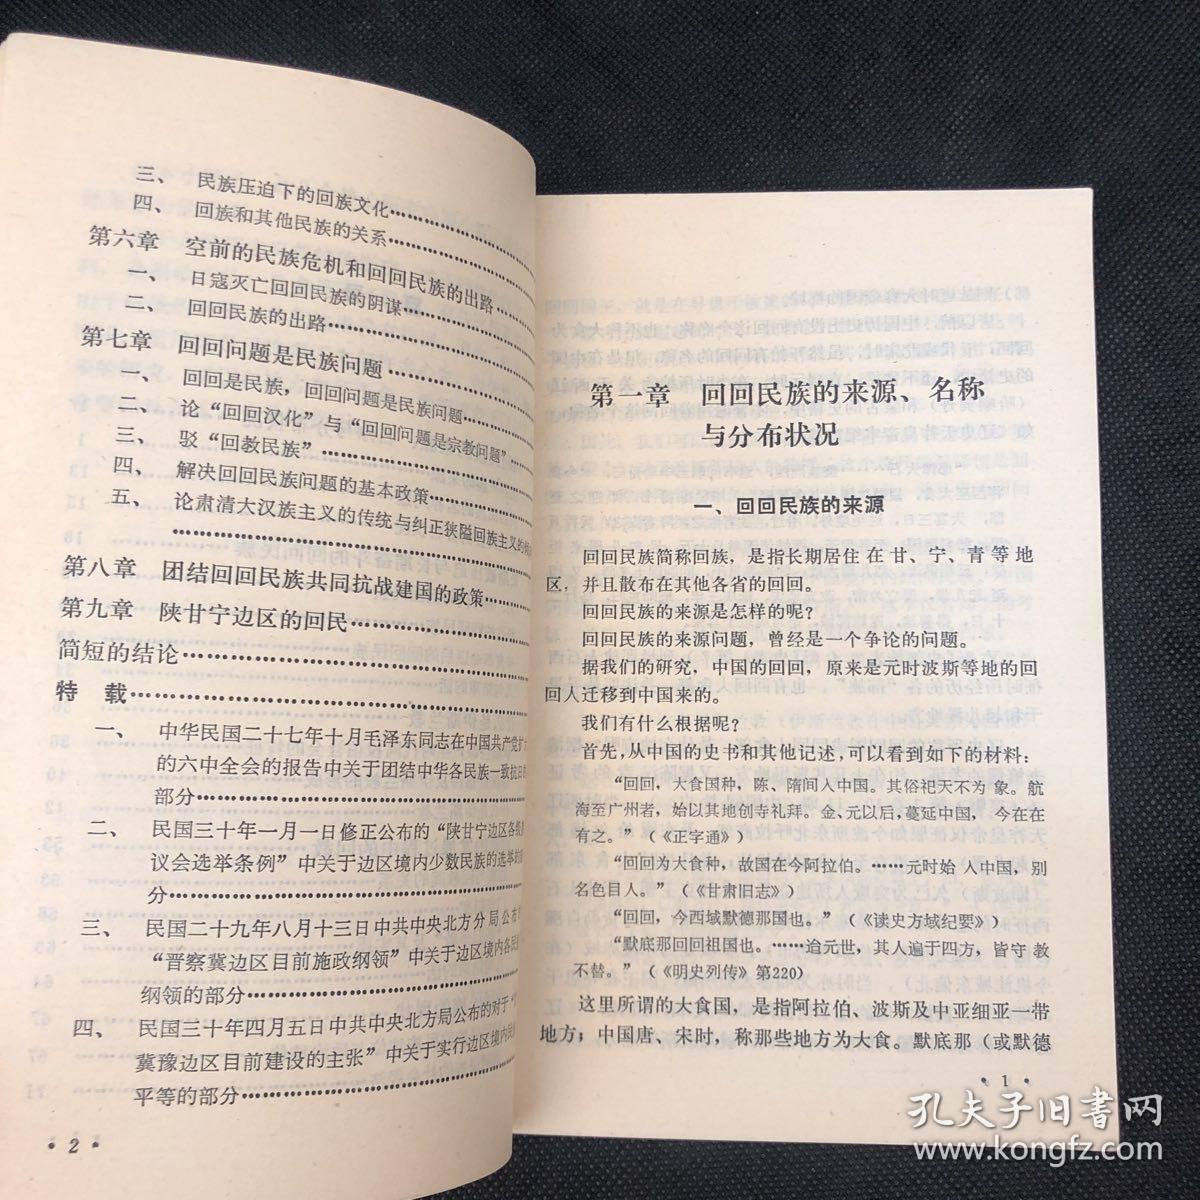 三、 民族压迫下的回族文化
四、 回族和其他民族的关系
第六章 空前的民族危机和回回民族的出路
一、 日寇灭亡回回民族的阴谋
二、 回回民族的出路
第七章 回回问题是民族问题
一、 回回是民族，回回问题是民族问题
二、 论“回回汉化”与“回回问题是宗教问题”
三、 驳“回教民族”
四、 解决回回民族问题的基本政策
五、 论肃清大汉族主义的传统与纠正狭隘回族主义的
第八章 团结回回民族共同抗战建国的政策
第九章 陕甘宁边区的回民
简短的结论
特 载
一、 中华民国二十七年十月毛泽东同志在中国共产党扩
的六中全会的报告中关于团结中华各民族一致抗日
部分
二、 民国三十年一月一日修正公布的“陕甘宁边区各级
议会选举条例”中关于边区境内少数民族的选举的
分
三、 民国二十九年八月十三日中共中央北方分局公布
“晋察冀边区目前施政纲领”中关于边区境内各民
纲领的部分
四、 民国三十年四月五日中共中央北方局公布的对于“
冀豫边区目前建设的主张”中关于实行边区境内民
平等的部分
• 2 •
第一章 回回民族的来源、名称
与分布状况
一、回回民族的来源
回回民族简称回族，是指长期居住在甘、宁、青等地
区，并且散布在其他各省的回回。
回回民族的来源是怎样的呢？
回回民族的来源问题，曾经是一个争论的问题。
据我们的研究，中国的回回，原来是元时波斯等地的回
回人迁移到中国来的。
我们有什么根据呢？
首先，从中国的史书和其他记述，可以看到如下的材料：
“回回，大食国种，陈、隋间入中国。其俗祀天不为象。航
海至广州者，始以其地创寺礼拜。金、元以后，蔓延中国，今在在
有之。”（《正字通》）
“回回为大食种，故国在今阿拉伯。……元时始入中国，别
名色目人。”（《甘肃旧志》）
“回回，今西域默德那国也。”（《读史方域纪要》）
“默底那回回祖国也。……迨元世，其人遍于四方，皆守教
不替。”（《明史列传》第220）
这里所谓的大食国，是指阿拉伯、波斯及中亚细亚一带
地方；中国唐、宋时，称那些地方为大食。默底那（或默德
• 1 •
孔夫子旧书网
www.kongfz.com